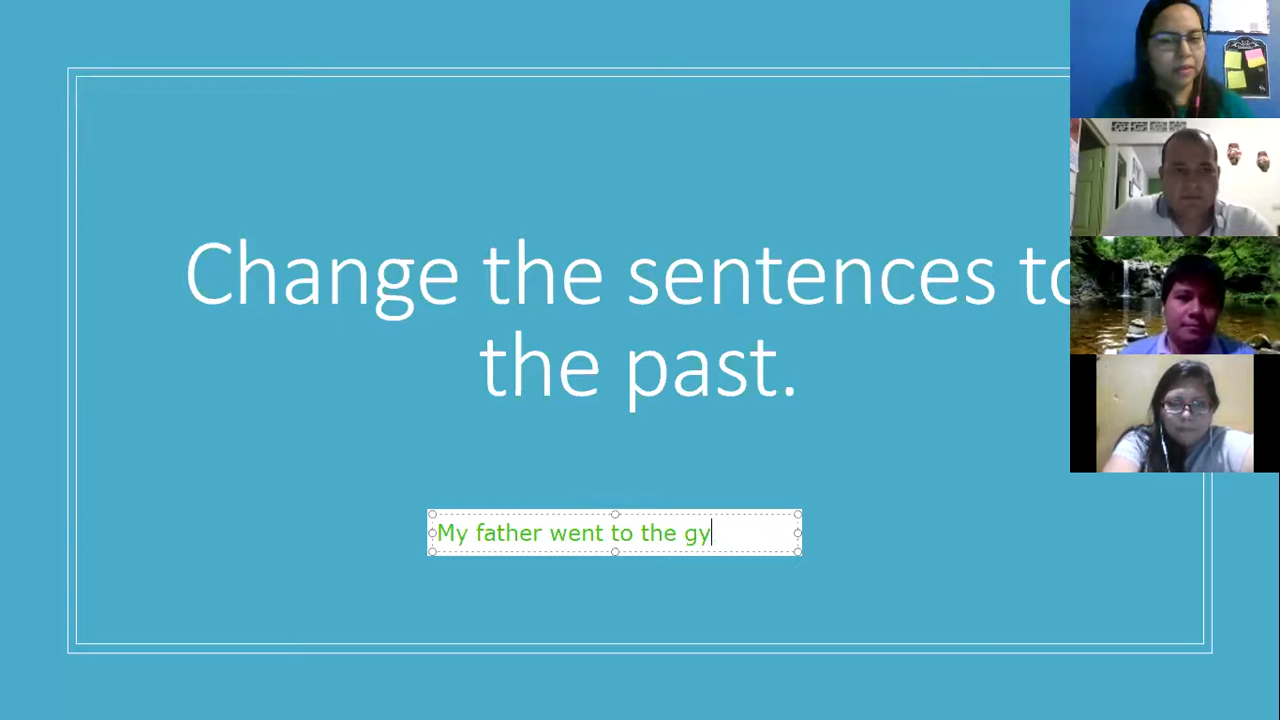 Change the sentences to
the past.
My father went to the gy